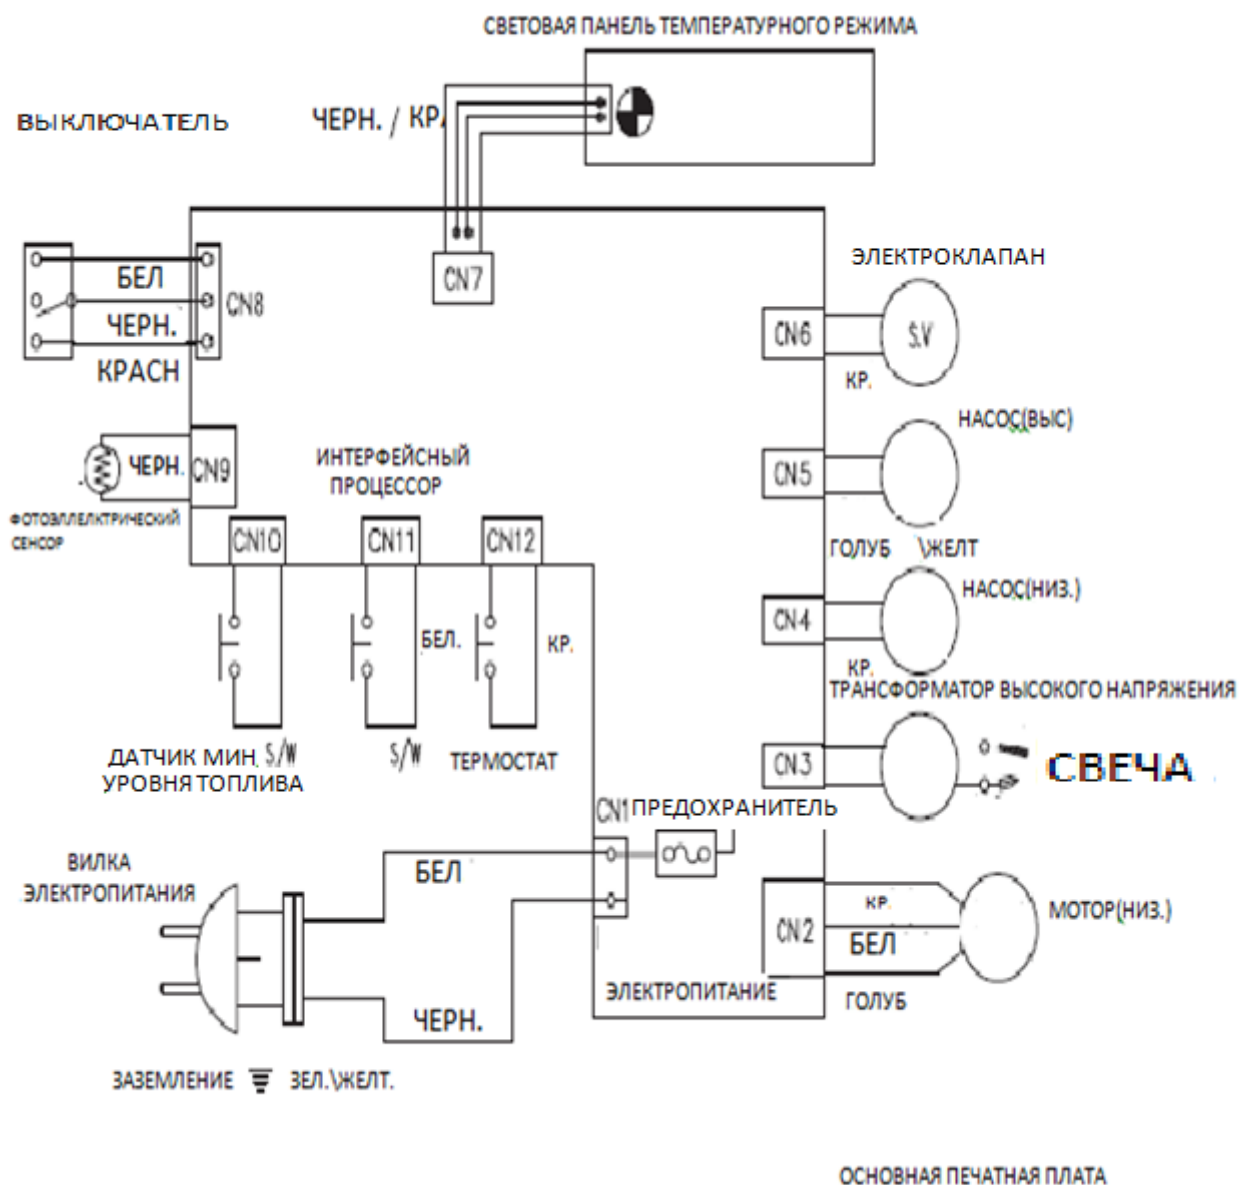 СВЕТОВАЯ ПАНЕЛЬ ТЕМПЕРАТУРНОГО РЕЖИМА
ВЫКЛЮЧАТЕЛЬ
ЧЕРН. / КР
БЕЛ
ЧЕРН.
КРАСН
CN8
CN7
ЭЛЕКТРОКЛАПАН
CN6
S.V
КР.
НАСОС(ВЫС)
CN5
ГОЛУБ \ЖЕЛТ
ЧЕРН.
CN9
ФОТОЭЛЛЕЛКТРИЧЕСКИЙ
СЕНСОР
ИНТЕРФЕЙСНЫЙ
ПРОЦЕССОР
CN10
CN11
CN12
НАСОС(НИЗ.)
CN4
КР.
БЕЛ.
КР.
ТРАНСФОРМАТОР ВЫСОКОГО НАПРЯЖЕНИЯ
CN3
СВЕЧА
ДАТЧИК МИН. S/W
УРОВНЯ ТОПЛИВА
S/W
ТЕРМОСТАТ
CN1
ПРЕДОХРАНИТЕЛЬ
ВИЛКА
ЭЛЕКТРОПИТАНИЯ
БЕЛ
ЧЕРН.
CN2
КР.
БЕЛ
ГОЛУБ
МОТОР(НИЗ.)
ЭЛЕКТРОПИТАНИЕ
ЗАЗЕМЛЕНИЕ ЗЕЛ.\ЖЕЛТ.
ОСНОВНАЯ ПЕЧАТНАЯ ПЛАТА